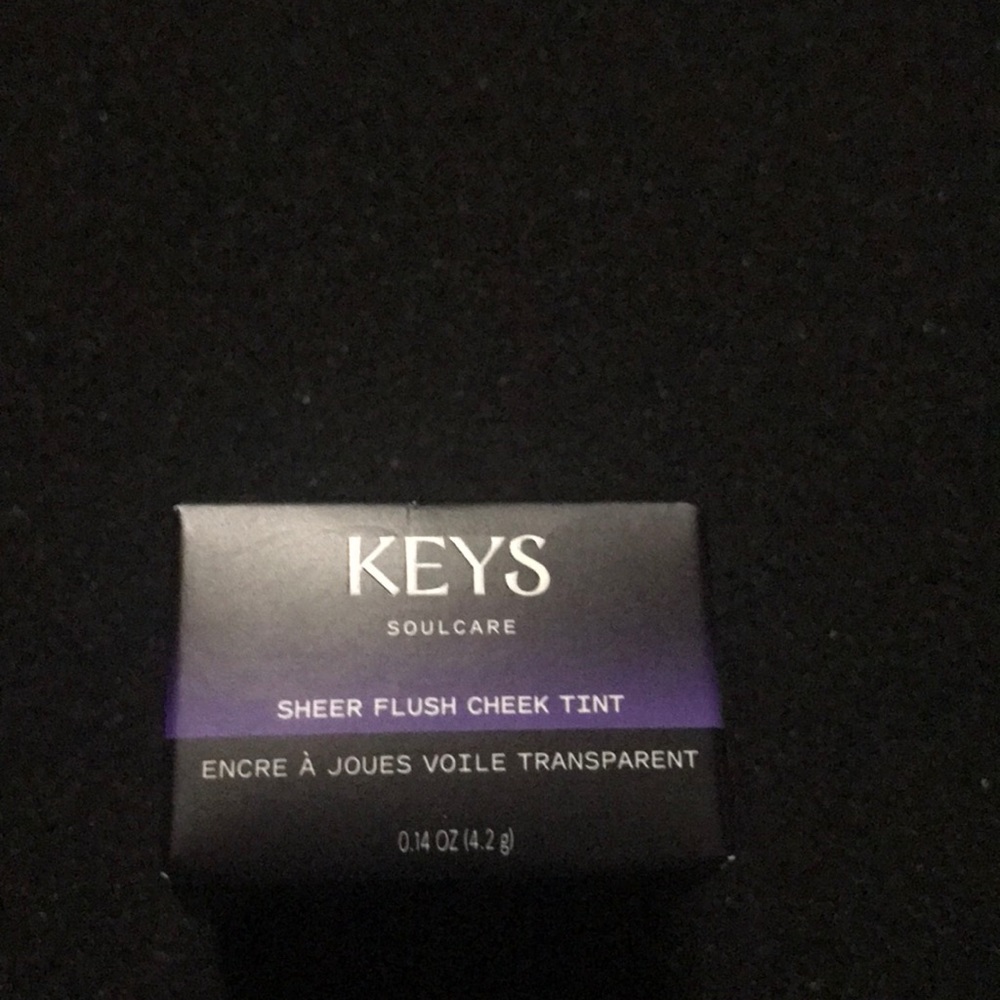 KEYS
SOULCARE
SHEER FLUSH CHEEK TINT
ENCRE À JOUES VOILE TRANSPARENT
0.14 OZ (4.2 g)